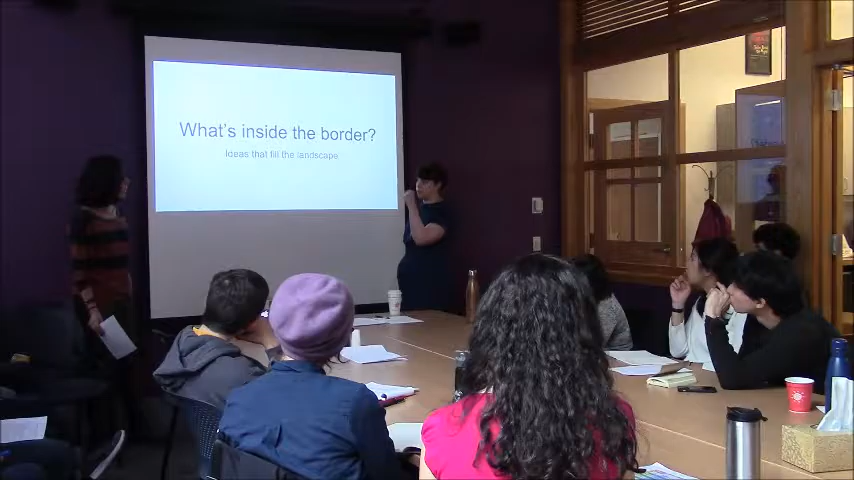 What's inside the border?
Ideas that fill the landscape